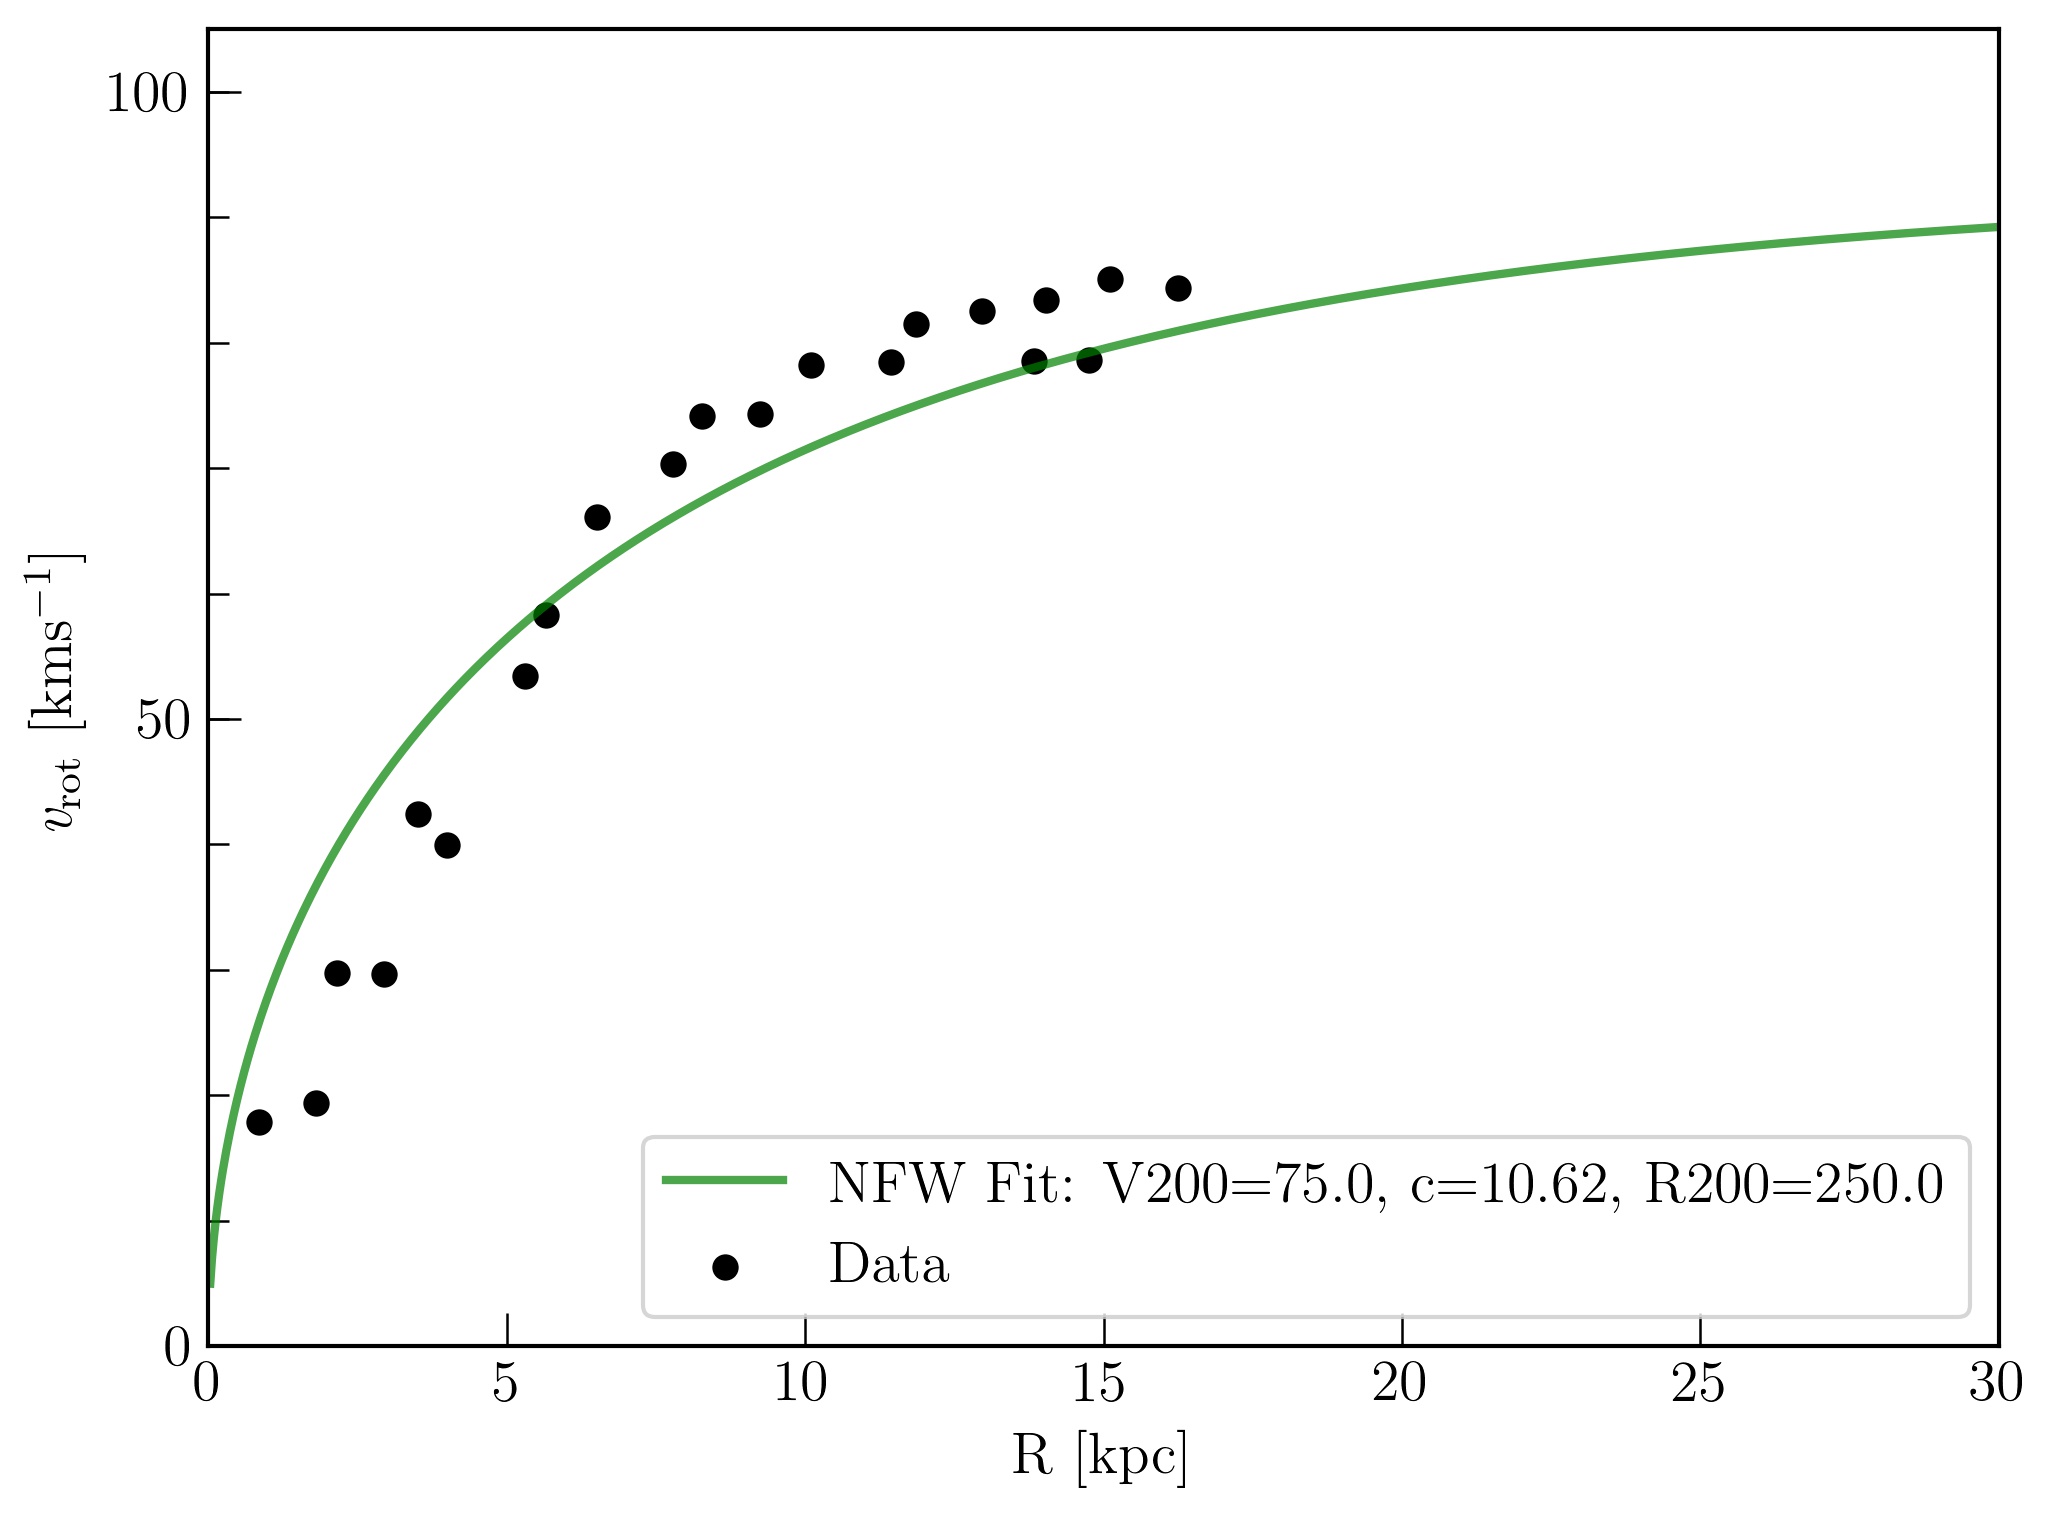 100
50
0
v_rot [kms⁻¹]
0 5 10 15 20 25 30
R [kpc]
NFW Fit: V200=75.0, c=10.62, R200=250.0
Data